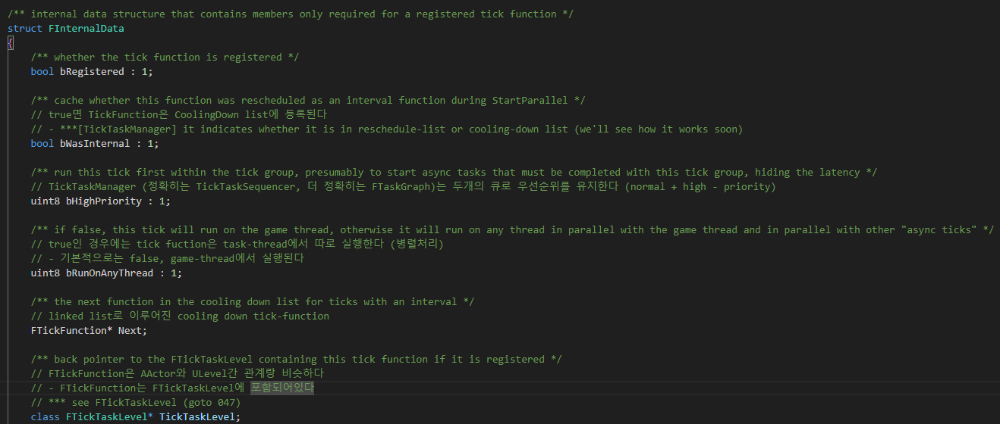 /** internal data structure that contains members only required for a registered tick function */
struct FInternalData
{
/** whether the tick function is registered */
bool bRegistered : 1;
/** cache whether this function was rescheduled as an interval function during StartParallel */
// true면 TickFunction은 CoolingDown list에 등록된다
// - ***[TickTaskManager] it indicates whether it is in reschedule-list or cooling-down list (we'll see how it works soon)
bool bWasInternal : 1;
/** run this tick first within the tick group, presumably to start async tasks that must be completed with this tick group, hiding the latency */
// TickTaskManager (정확히는 TickTaskSequencer, 더 정확히는 FTaskGraph)는 두개의 큐로 우선순위를 유지한다 (normal + high - priority)
uint8 bHighPriority : 1;
/** if false, this tick will run on the game thread, otherwise it will run on any thread in parallel with the game thread and in parallel with other "async ticks" */
// true인 경우에는 tick fuction은 task-thread에서 따로 실행한다 (병렬처리)
// - 기본적으로는 false, game-thread에서 실행된다
uint8 bRunOnAnyThread : 1;
/** the next function in the cooling down list for ticks with an interval */
// linked list로 이루어진 cooling down tick-function
FTickFunction* Next;
/** back pointer to the FTickTaskLevel containing this tick function if it is registered */
// FTickFunction은 AActor와 ULevel간 관계랑 비슷하다
// - FTickFunction는 FTickTaskLevel에 포함되어있다
// *** see FTickTaskLevel (goto 047)
class FTickTaskLevel* TickTaskLevel;